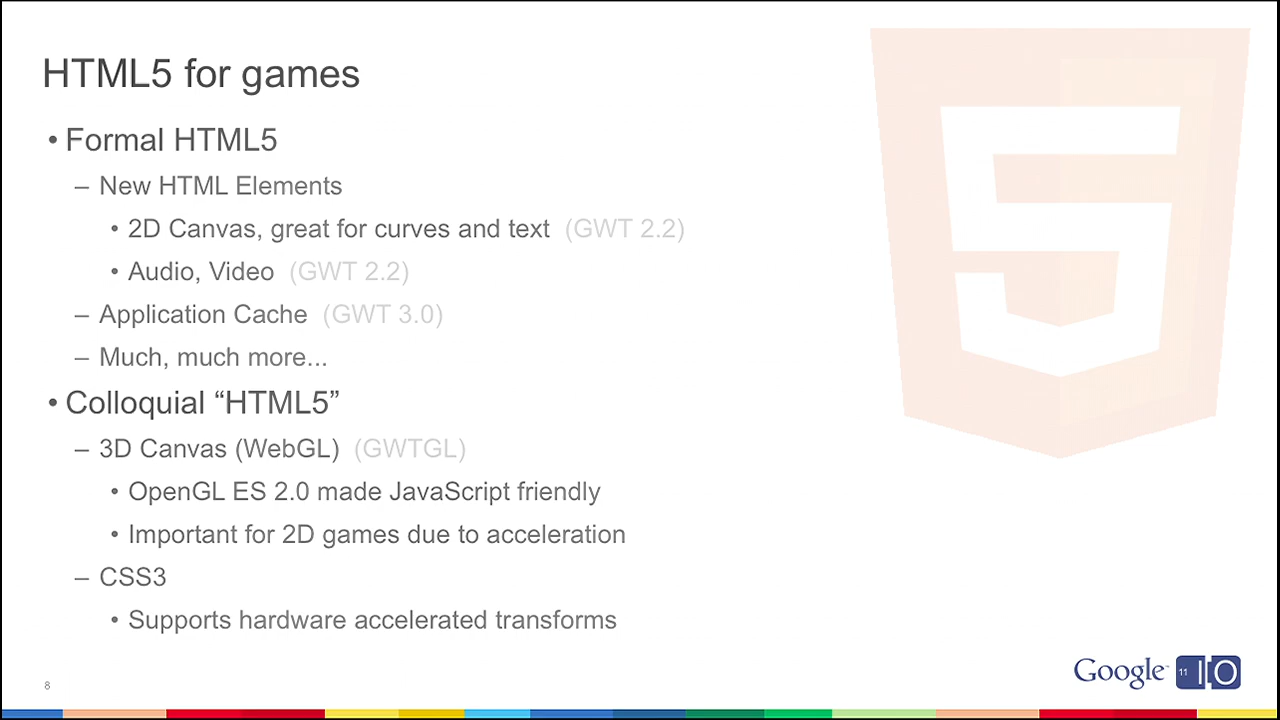 HTML5 for games
• Formal HTML5
– New HTML Elements
• 2D Canvas, great for curves and text (GWT 2.2)
• Audio, Video (GWT 2.2)
– Application Cache (GWT 3.0)
– Much, much more...
• Colloquial “HTML5”
– 3D Canvas (WebGL) (GWTGL)
• OpenGL ES 2.0 made JavaScript friendly
• Important for 2D games due to acceleration
– CSS3
• Supports hardware accelerated transforms
5
8
Google™ 11 IO